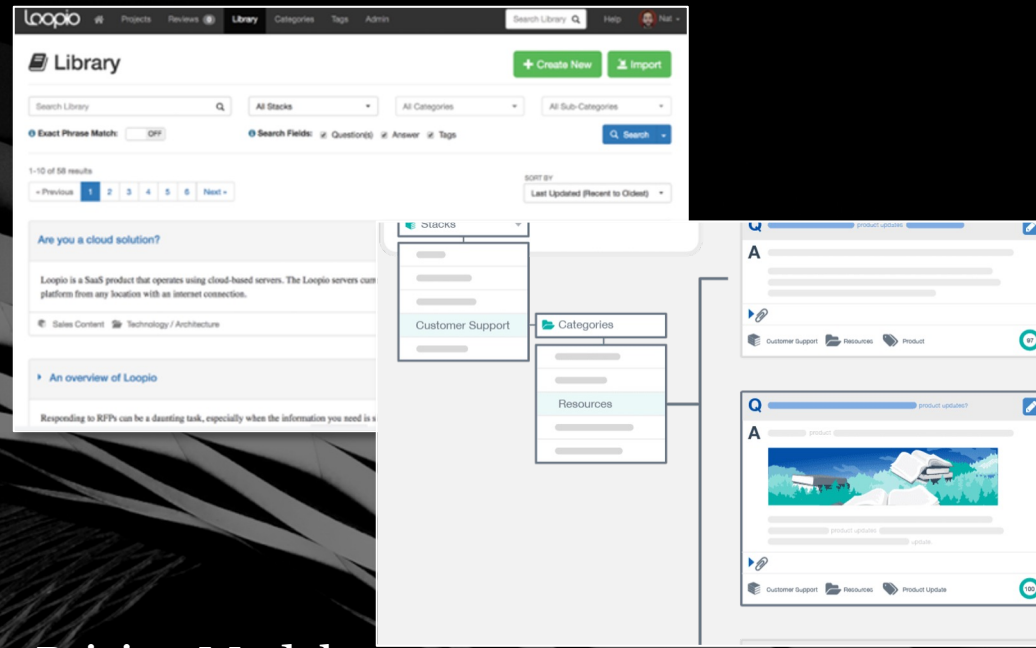 Loopio Projects Reviews 0 Library Categories Tags Admin Search Library Help Nat
Library
+ Create New Import
Search Library All Stacks All Categories All Sub-Categories
Exact Phrase Match: OFF Search Fields: Question(s) Answer Tags Search
1-10 of 58 results
« Previous 1 2 3 4 5 6 Next »
SORT BY
Last Updated (Recent to Oldest)
Are you a cloud solution?
Loopio is a SaaS product that operates using cloud-based servers. The Loopio servers
platform from any location with an internet connection.
Sales Content Technology / Architecture
An overview of Loopio
Responding to RFPs can be a daunting task, especially when the information you need is
Stacks
Customer Support
Categories
Resources
Q product updates
A
Customer Support Resources Product 97
Q product updates?
A product
product updates
update.
Customer Support Resources Product Update 100